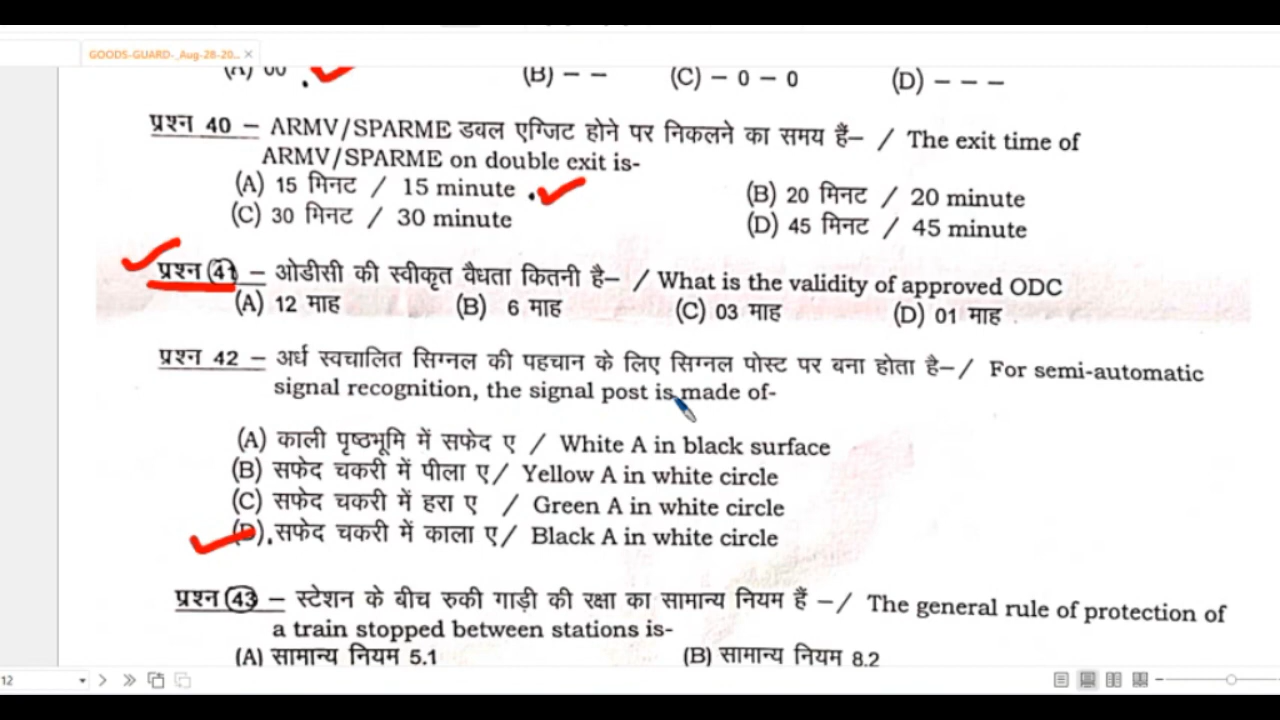 GOODS-GUARD-_Aug-28-20...
(A) 00 (B) – – (C) – 0 – 0 (D) – – –
प्रश्न 40 – ARMV/SPARME डवल एग्जिट होने पर निकलने का समय हैं– / The exit time of
ARMV/SPARME on double exit is-
(A) 15 मिनट / 15 minute (B) 20 मिनट / 20 minute
(C) 30 मिनट / 30 minute (D) 45 मिनट / 45 minute
प्रश्न 41 – ओडीसी की स्वीकृत वैधता कितनी है– / What is the validity of approved ODC
(A) 12 माह (B) 6 माह (C) 03 माह (D) 01 माह
प्रश्न 42 – अर्ध स्वचालित सिग्नल की पहचान के लिए सिग्नल पोस्ट पर बना होता है– / For semi-automatic
signal recognition, the signal post is made of-
(A) काली पृष्ठभूमि में सफेद ए / White A in black surface
(B) सफेद चकरी में पीला ए/ Yellow A in white circle
(C) सफेद चकरी में हरा ए / Green A in white circle
(D) सफेद चकरी में काला ए/ Black A in white circle
प्रश्न 43 – स्टेशन के बीच रुकी गाड़ी की रक्षा का सामान्य नियम हैं –/ The general rule of protection of
a train stopped between stations is-
(A) सामान्य नियम 5.1 (B) सामान्य नियम 8.2
12